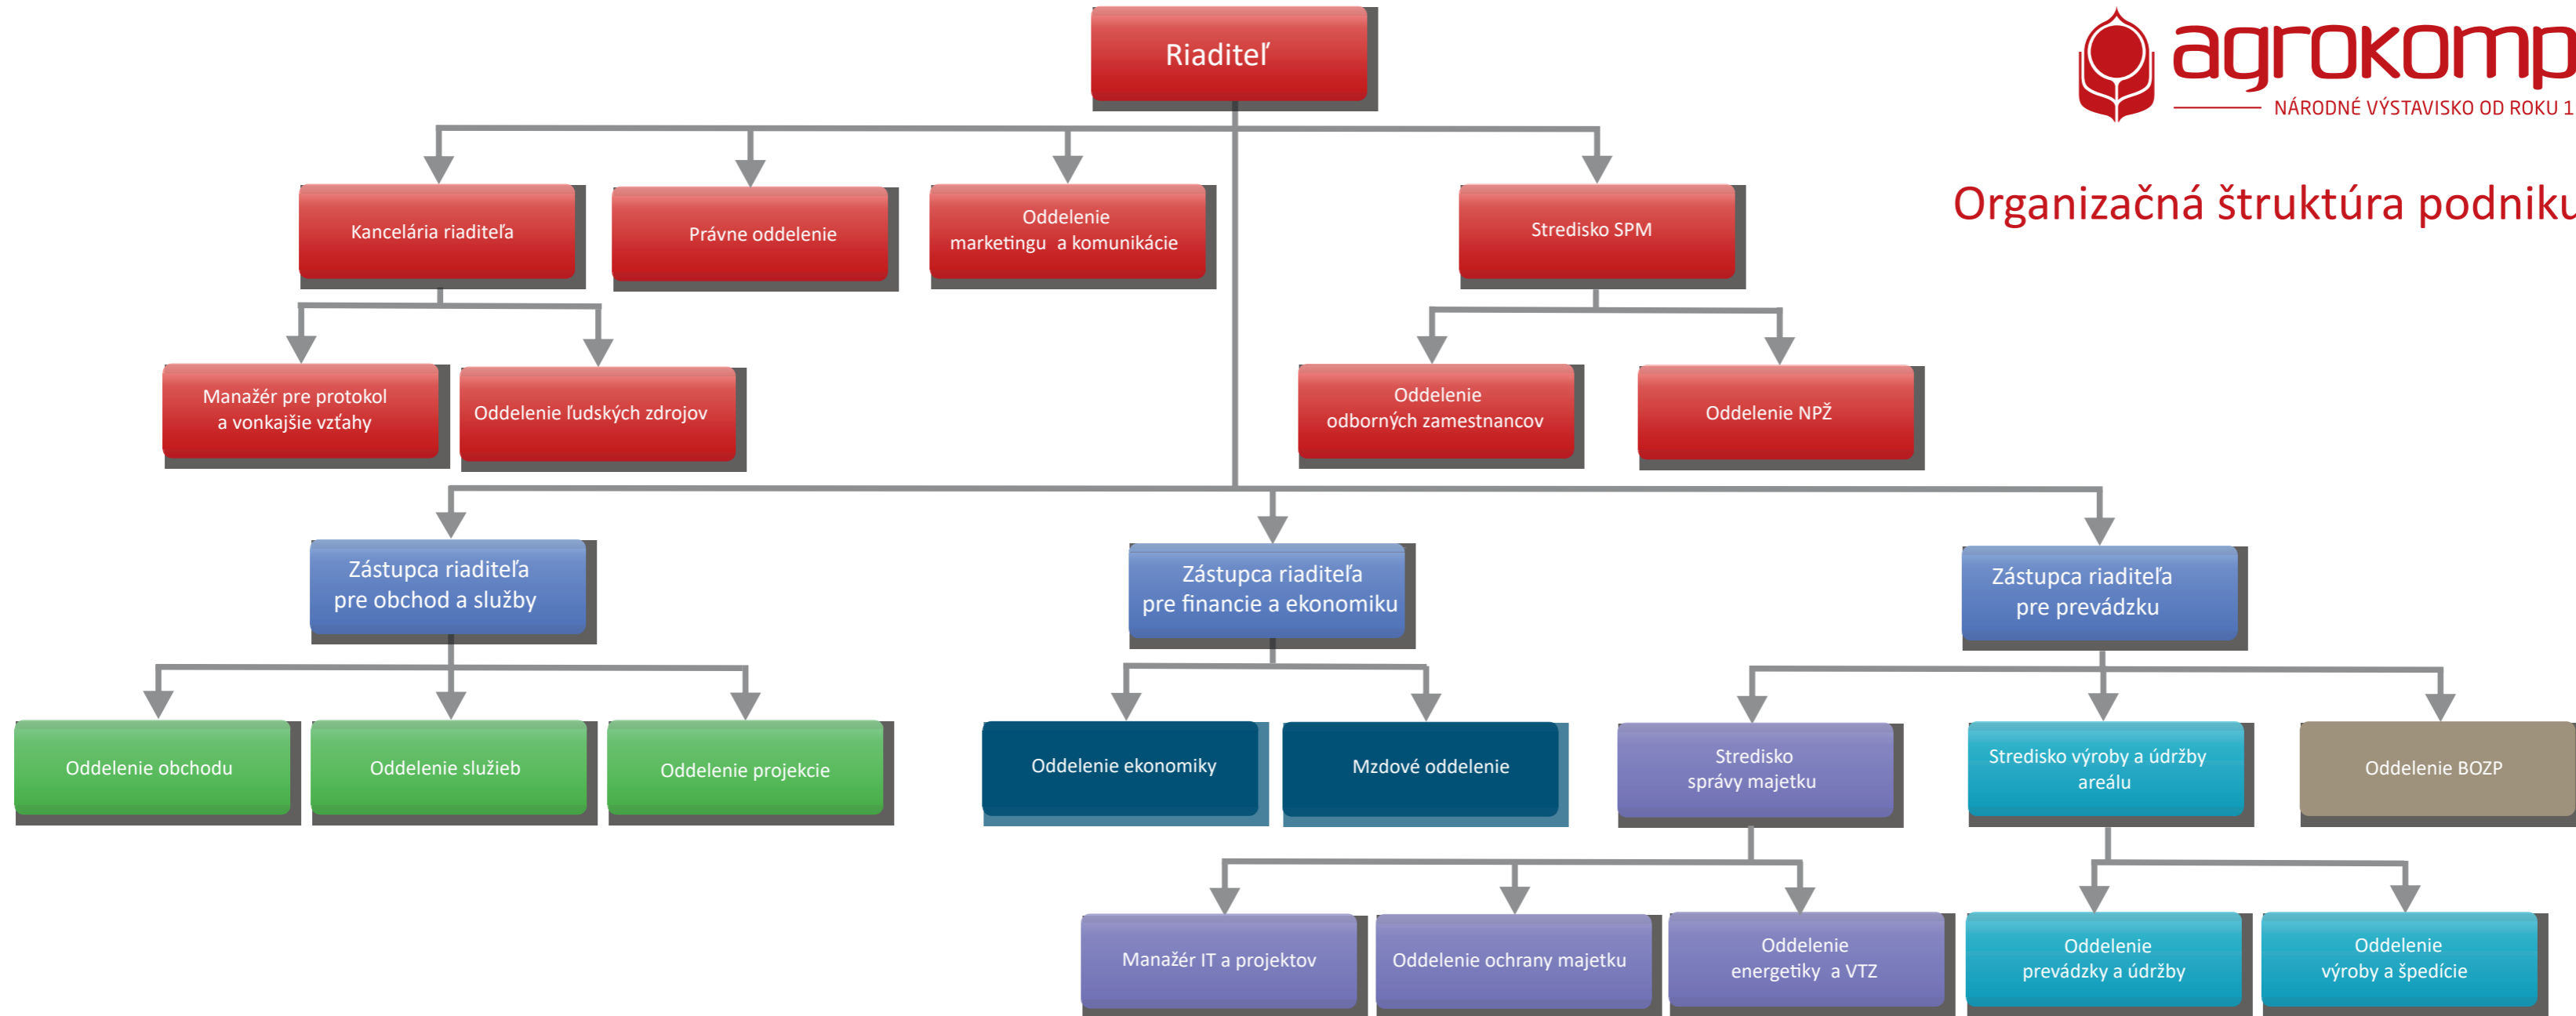 Riaditeľ
agrokomp
NÁRODNÉ VÝSTAVISKO OD ROKU 1
Organizačná štruktúra podniku
Kancelária riaditeľa
Právne oddelenie
Oddelenie
marketingu a komunikácie
Stredisko SPM
Manažér pre protokol
a vonkajšie vzťahy
Oddelenie ľudských zdrojov
Oddelenie
odborných zamestnancov
Oddelenie NPŽ
Zástupca riaditeľa
pre obchod a služby
Zástupca riaditeľa
pre financie a ekonomiku
Zástupca riaditeľa
pre prevádzku
Oddelenie obchodu
Oddelenie služieb
Oddelenie projekcie
Oddelenie ekonomiky
Mzdové oddelenie
Stredisko
správy majetku
Stredisko výroby a údržby
areálu
Oddelenie BOZP
Manažér IT a projektov
Oddelenie ochrany majetku
Oddelenie
energetiky a VTZ
Oddelenie
prevádzky a údržby
Oddelenie
výroby a špedície